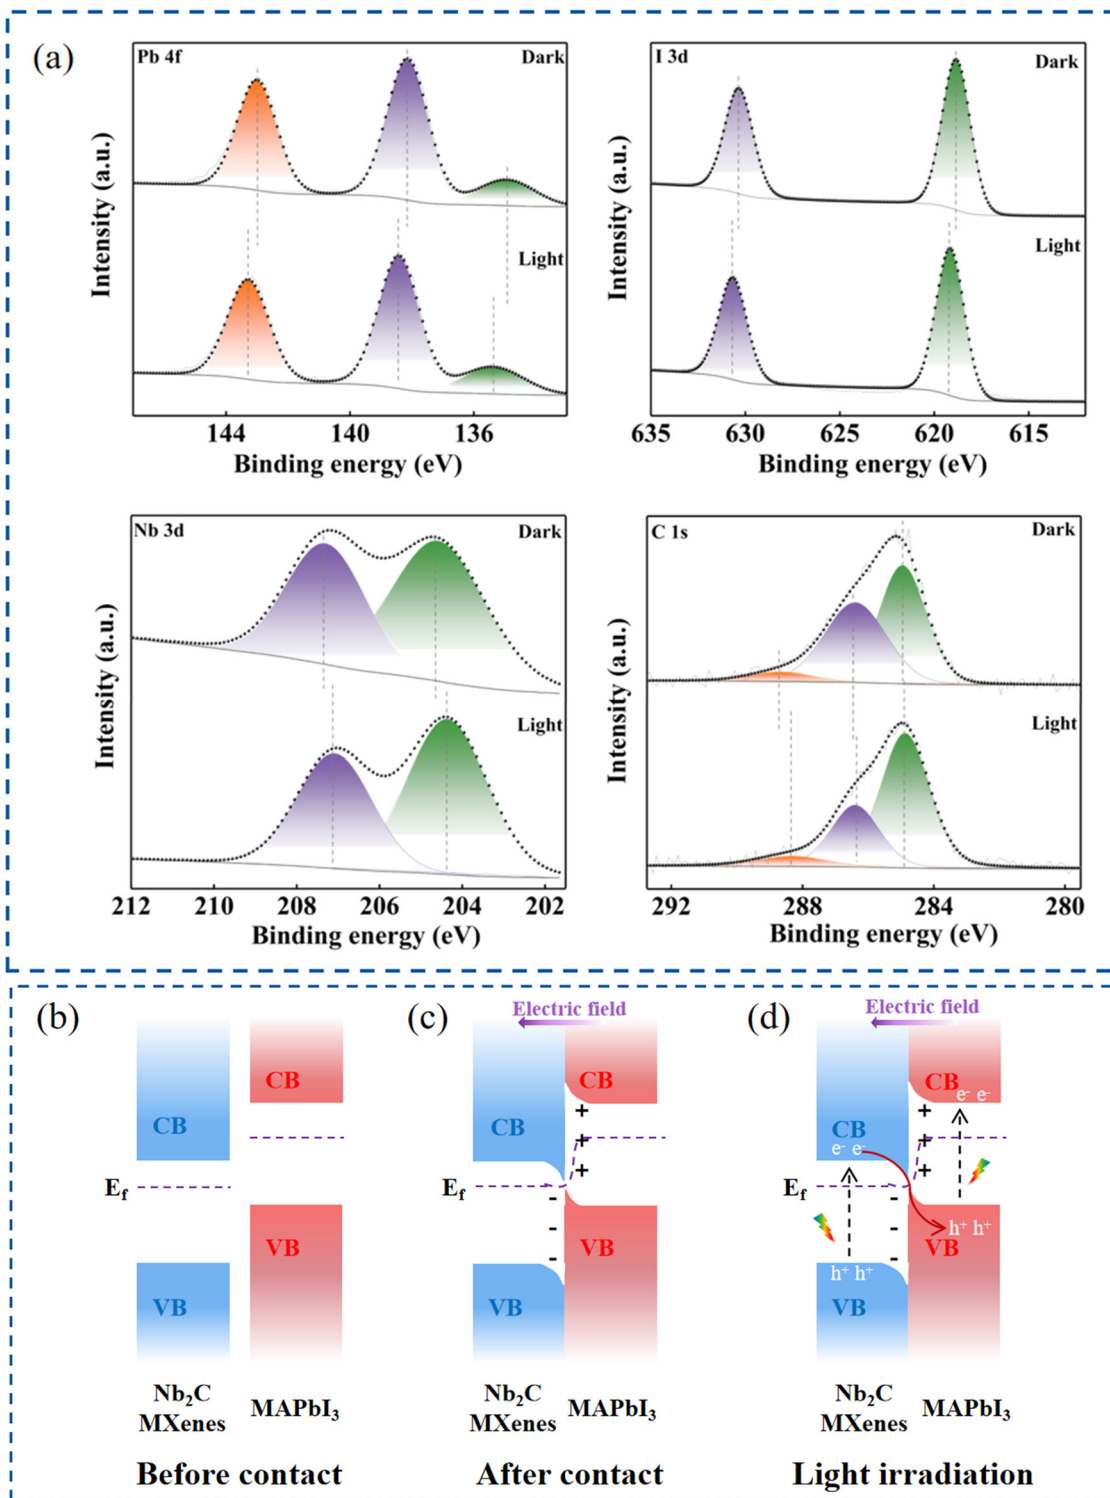 (a)
Pb 4f
Dark
Light
Intensity (a.u.)
144 140 136
Binding energy (eV)
I 3d
Dark
Light
Intensity (a.u.)
635 630 625 620 615
Binding energy (eV)
Nb 3d
Dark
Light
Intensity (a.u.)
212 210 208 206 204 202
Binding energy (eV)
C 1s
Dark
Light
Intensity (a.u.)
292 288 284 280
Binding energy (eV)
(b)
CB
CB
E_f
VB
VB
Nb₂C
MXenes
MAPbI₃
Before contact
(c)
Electric field
CB
CB
+
+
+
-
-
-
VB
VB
Nb₂C
MXenes
MAPbI₃
After contact
(d)
Electric field
CB
e⁻ e⁻
CB
e⁻ e⁻
+
+
+
E_f
-
-
-
h⁺ h⁺
VB
h⁺ h⁺
VB
Nb₂C
MXenes
MAPbI₃
Light irradiation